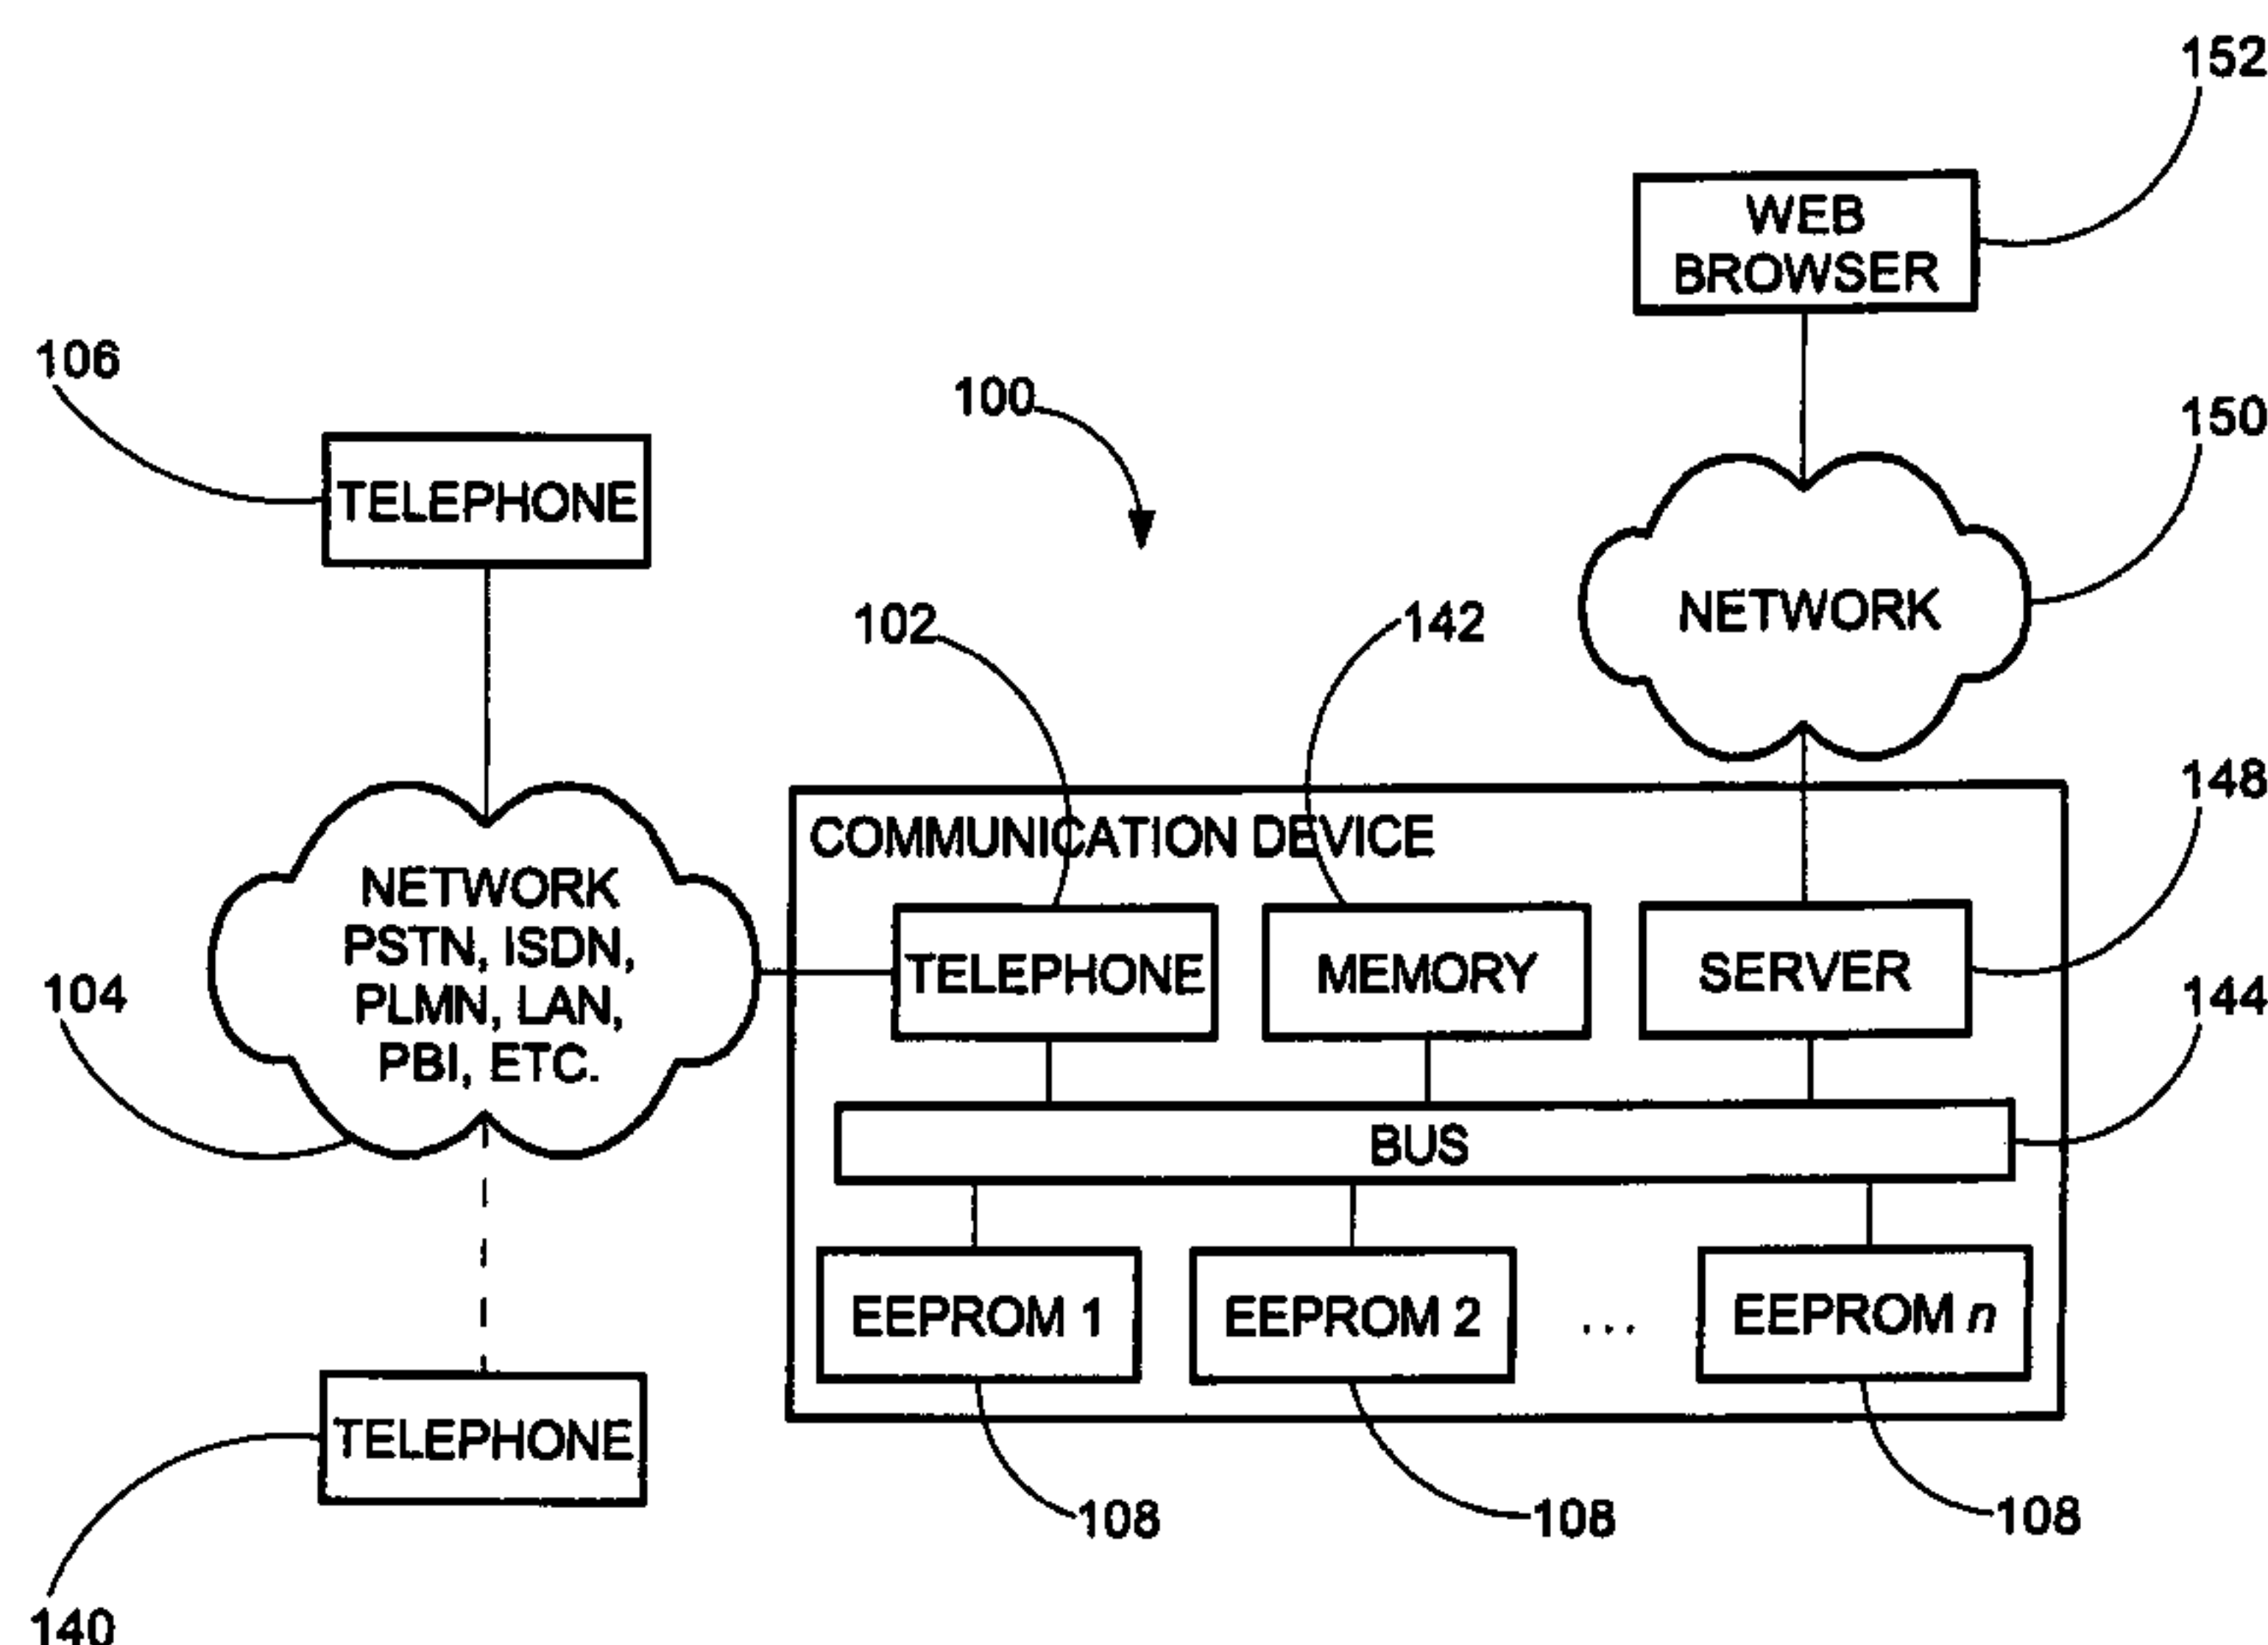 152
WEB
BROWSER
106
100
150
TELEPHONE
NETWORK
102
142
148
COMMUNICATION DEVICE
NETWORK
PSTN, ISDN,
PLMN, LAN,
PBI, ETC.
104
TELEPHONE
MEMORY
SERVER
144
BUS
EEPROM 1
EEPROM 2
...
EEPROM n
TELEPHONE
108
108
108
140